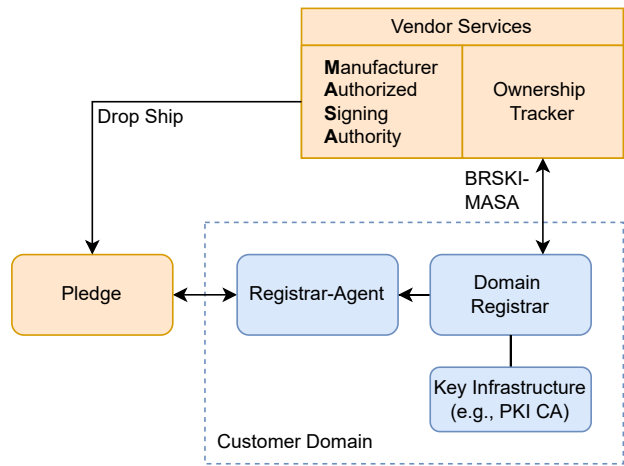 Vendor Services
Manufacturer
Authorized
Signing
Authority
Ownership
Tracker
Drop Ship
BRSKI-
MASA
Pledge
Registrar-Agent
Domain
Registrar
Key Infrastructure
(e.g., PKI CA)
Customer Domain